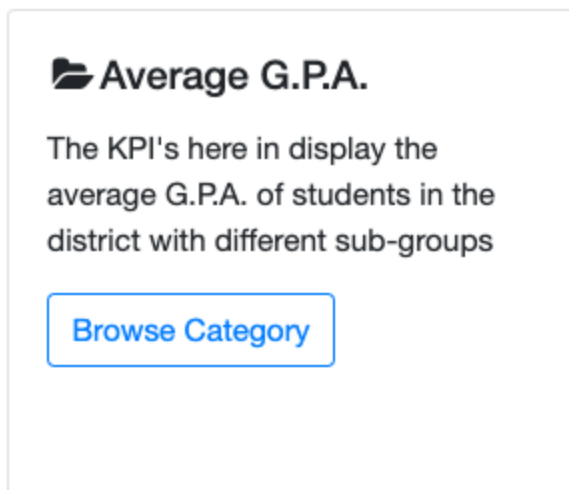 Average G.P.A.
The KPI's here in display the
average G.P.A. of students in the
district with different sub-groups
Browse Category